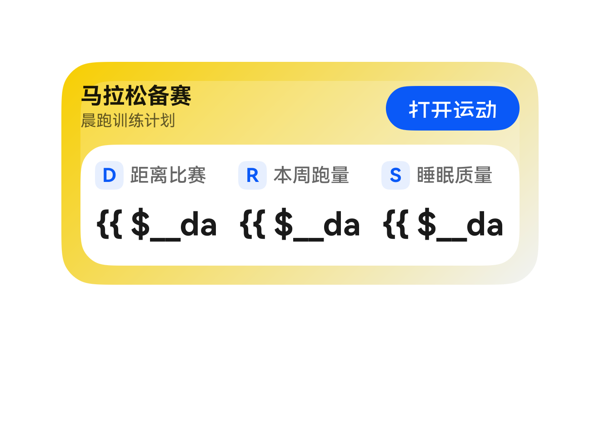 马拉松备赛
晨跑训练计划
打开运动
D 距离比赛
R 本周跑量
S 睡眠质量
{{ $__da
{{ $__da
{{ $__da